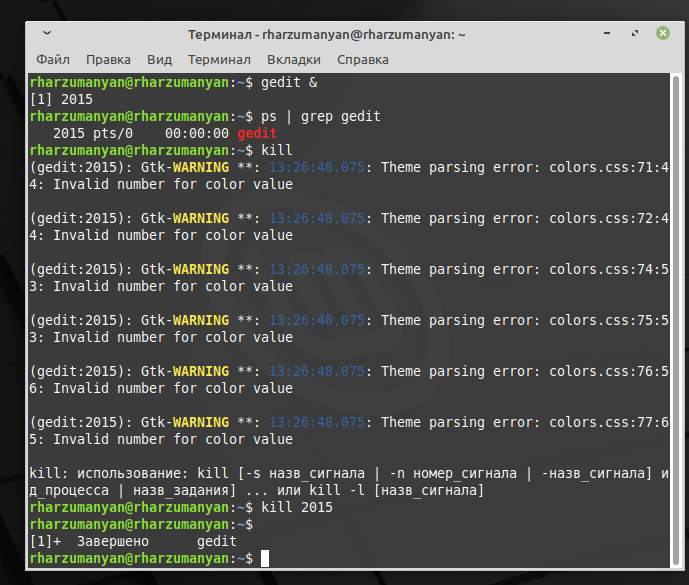 Терминал - rharzumanyan@rharzumanyan: ~
Файл Правка Вид Терминал Вкладки Справка
rharzumanyan@rharzumanyan:~$ gedit &
[1] 2015
rharzumanyan@rharzumanyan:~$ ps | grep gedit
   2015 pts/0    00:00:00 gedit
rharzumanyan@rharzumanyan:~$ kill
(gedit:2015): Gtk-WARNING **: 13:26:48.075: Theme parsing error: colors.css:71:4
4: Invalid number for color value

(gedit:2015): Gtk-WARNING **: 13:26:48.075: Theme parsing error: colors.css:72:4
4: Invalid number for color value

(gedit:2015): Gtk-WARNING **: 13:26:48.075: Theme parsing error: colors.css:74:5
3: Invalid number for color value

(gedit:2015): Gtk-WARNING **: 13:26:48.075: Theme parsing error: colors.css:75:5
3: Invalid number for color value

(gedit:2015): Gtk-WARNING **: 13:26:48.075: Theme parsing error: colors.css:76:5
6: Invalid number for color value

(gedit:2015): Gtk-WARNING **: 13:26:48.075: Theme parsing error: colors.css:77:6
5: Invalid number for color value

kill: использование: kill [-s назв_сигнала | -n номер_сигнала | -назв_сигнала] и
д_процесса | назв_задания] ... или kill -l [назв_сигнала]
rharzumanyan@rharzumanyan:~$ kill 2015
rharzumanyan@rharzumanyan:~$
[1]+  Завершено      gedit
rharzumanyan@rharzumanyan:~$